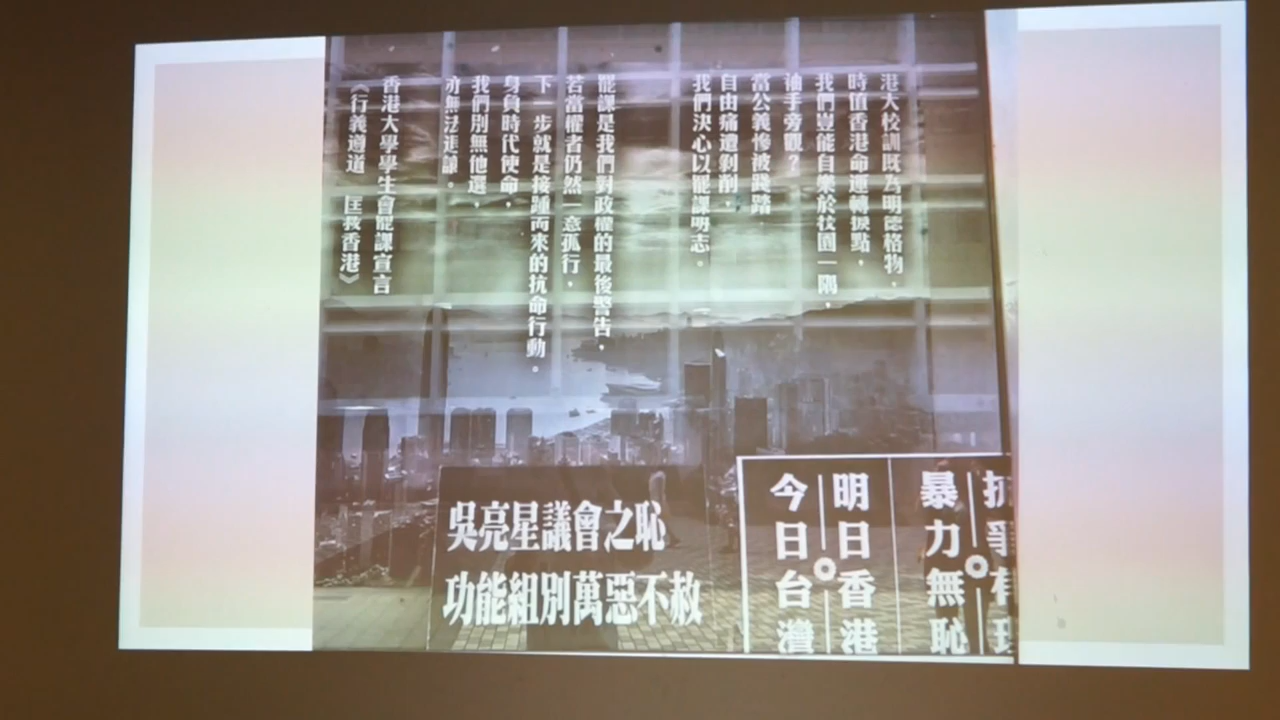 港大校訓既為明德格物，
時值香港命運轉捩點，
我們豈能自樂於校園一隅，
袖手旁觀？
當公義慘被踐踏，
自由痛遭剝削，
我們決心以罷課明志。
罷課是我們對政權的最後警告，
若當權者仍然一意孤行，
下一步就是接踵而來的抗命行動。
身負時代使命，
我們別無他選，
亦無法退讓。
香港大學學生會罷課宣言
《行義遵道 匡救香港》
吳亮星議會之恥
功能組別萬惡不赦
抗爭有
暴力無恥
明日香港
今日台灣